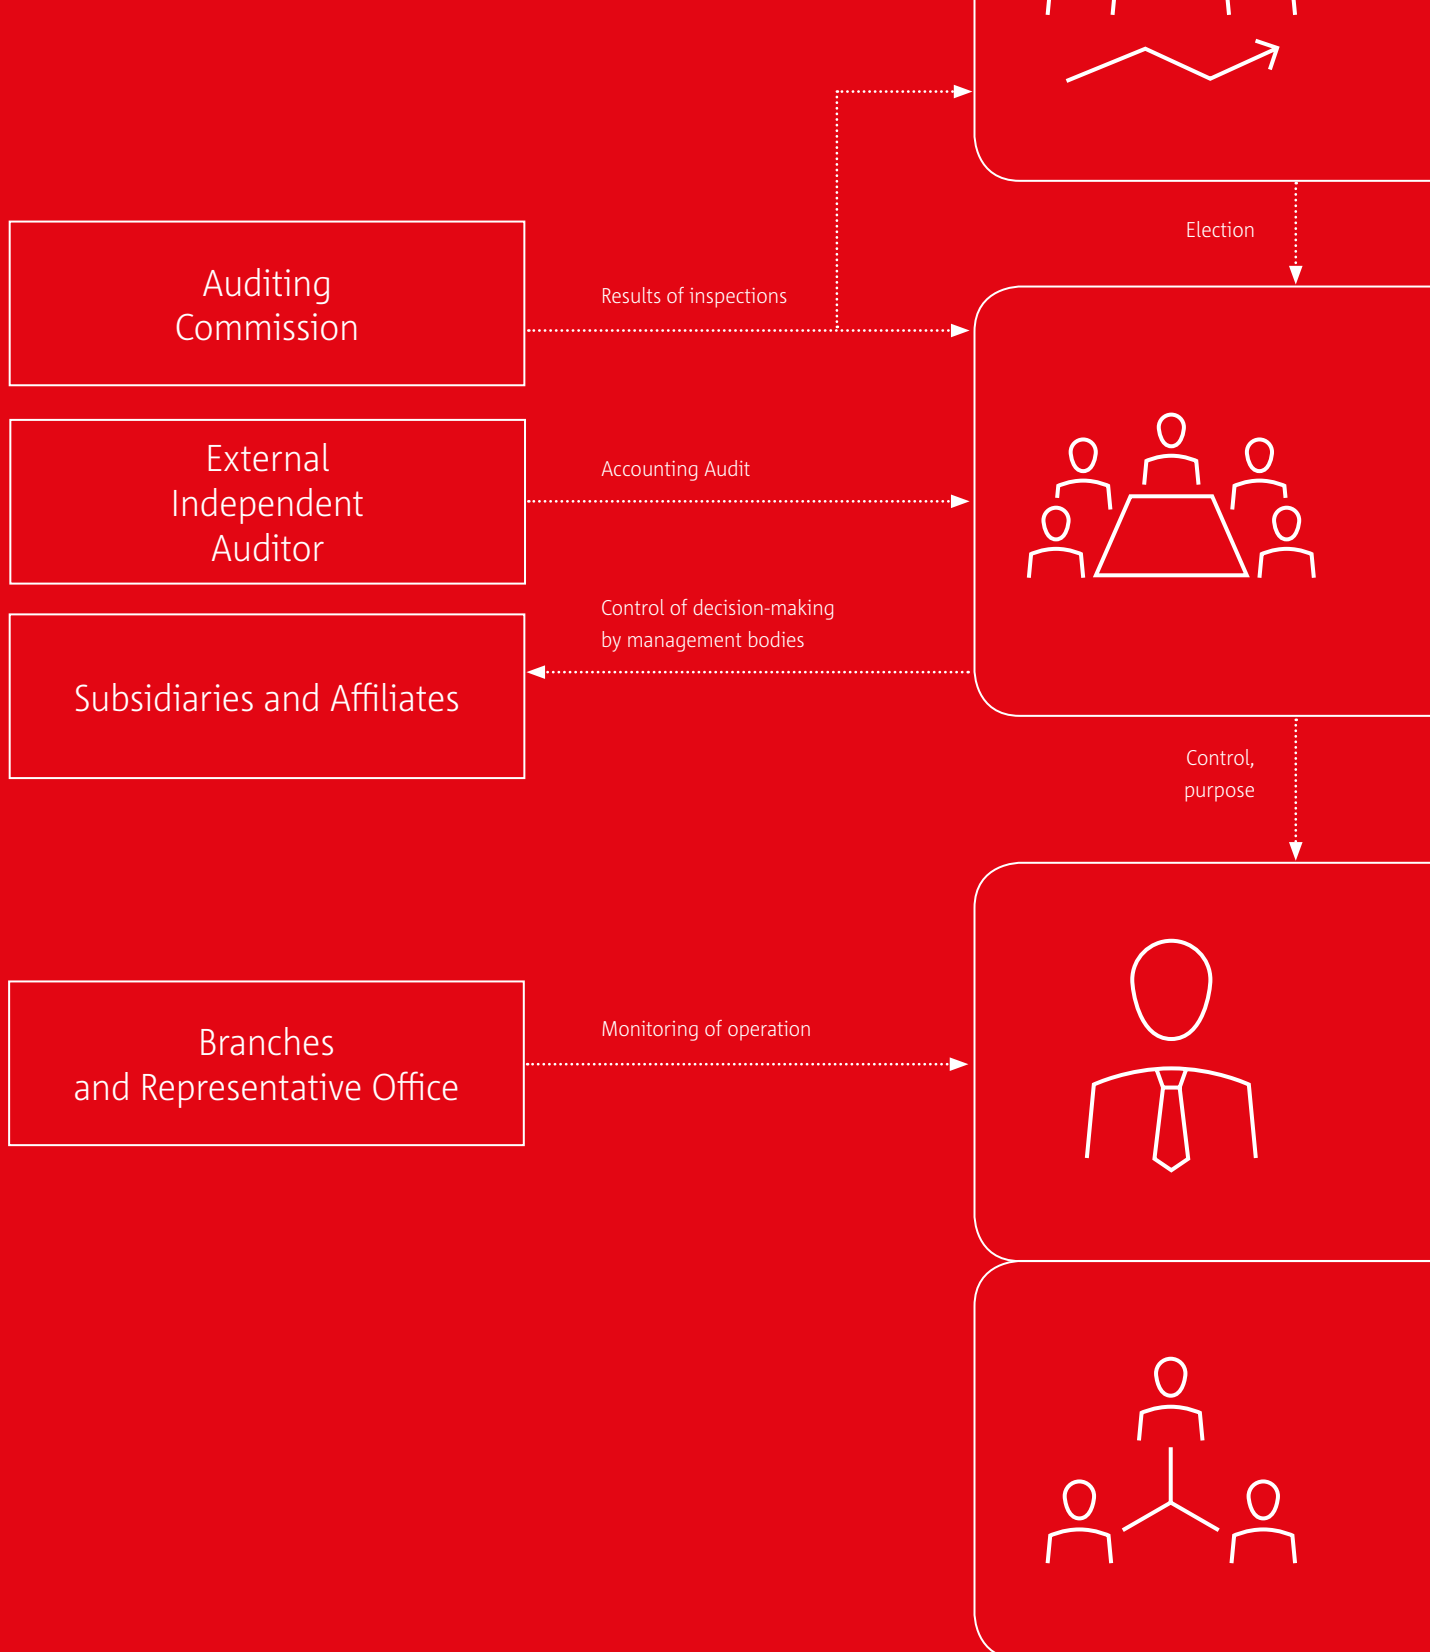 Election
Auditing
Commission
Results of inspections
External
Independent
Auditor
Accounting Audit
Control of decision-making
by management bodies
Subsidiaries and Affiliates
Control,
purpose
Branches
and Representative Office
Monitoring of operation